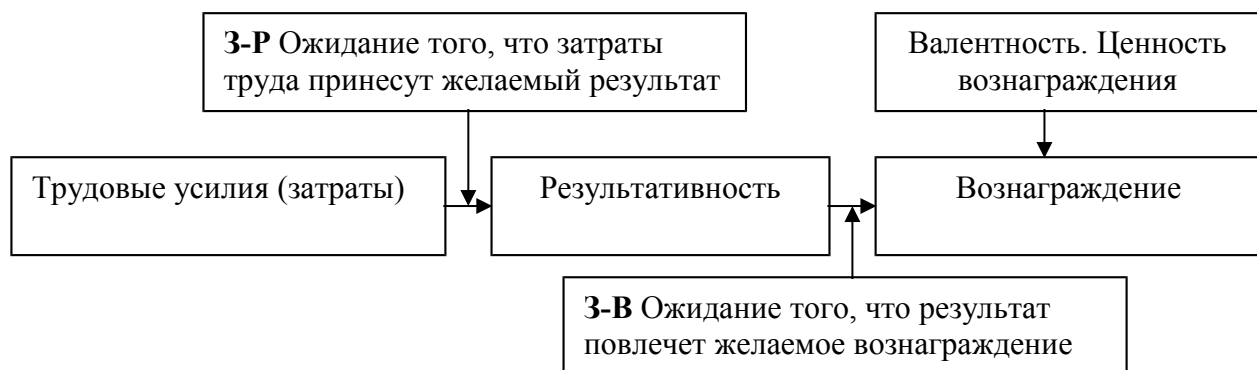 З-Р Ожидание того, что затраты
труда принесут желаемый результат
Валентность. Ценность
вознаграждения
Трудовые усилия (затраты)
Результативность
Вознаграждение
З-В Ожидание того, что результат
повлечет желаемое вознаграждение